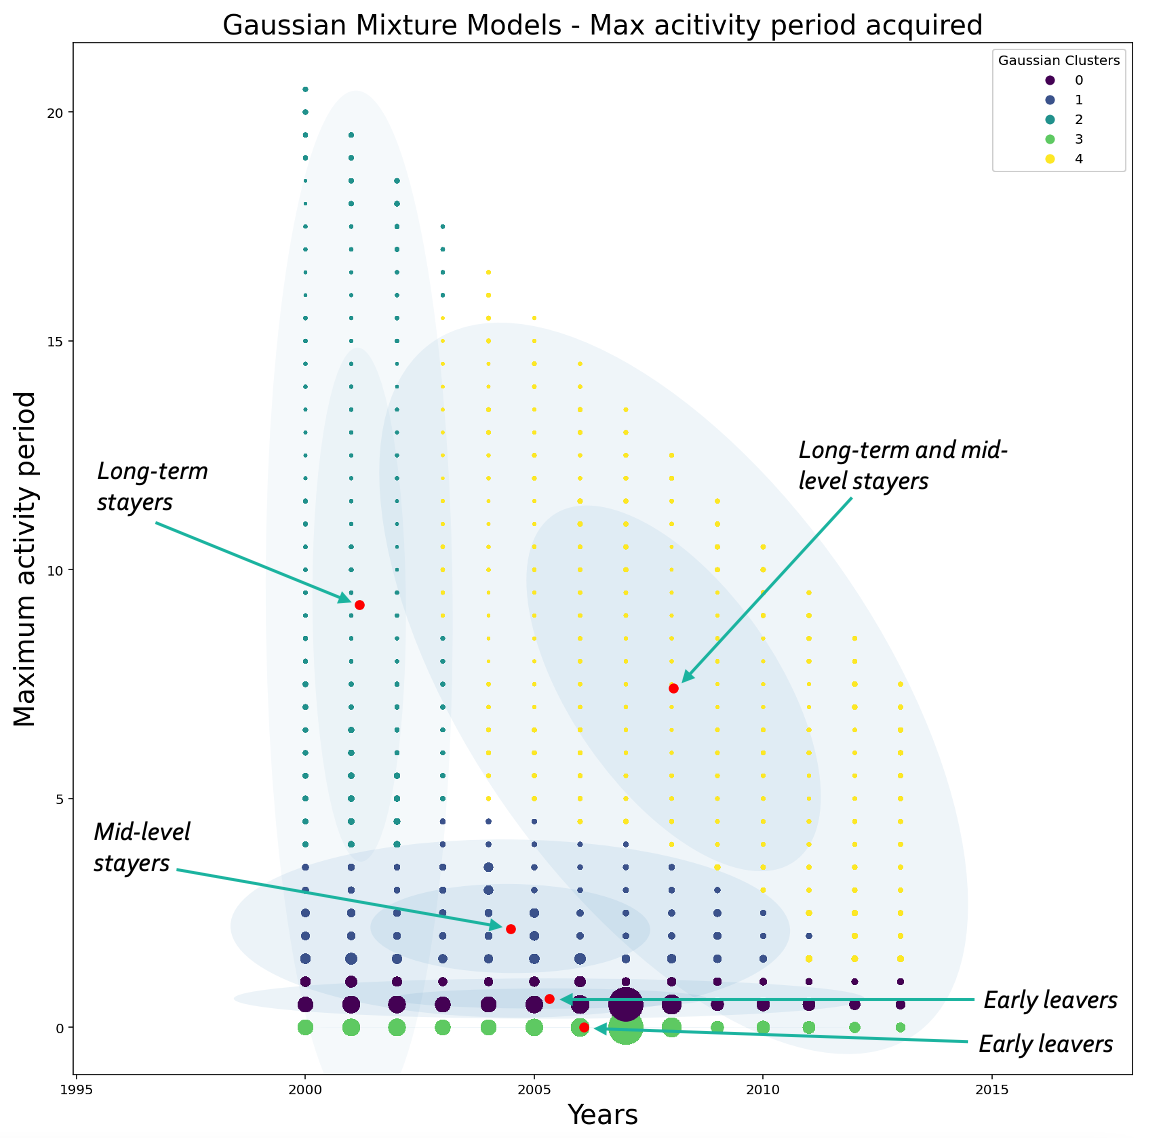 Gaussian Mixture Models - Max acitivity period acquired
Gaussian Clusters
0
1
2
3
4
20
15
10
5
0
Maximum activity period
Long-term
stayers
Long-term and mid-
level stayers
Mid-level
stayers
Early leavers
Early leavers
1995
2000
2005
2010
2015
Years